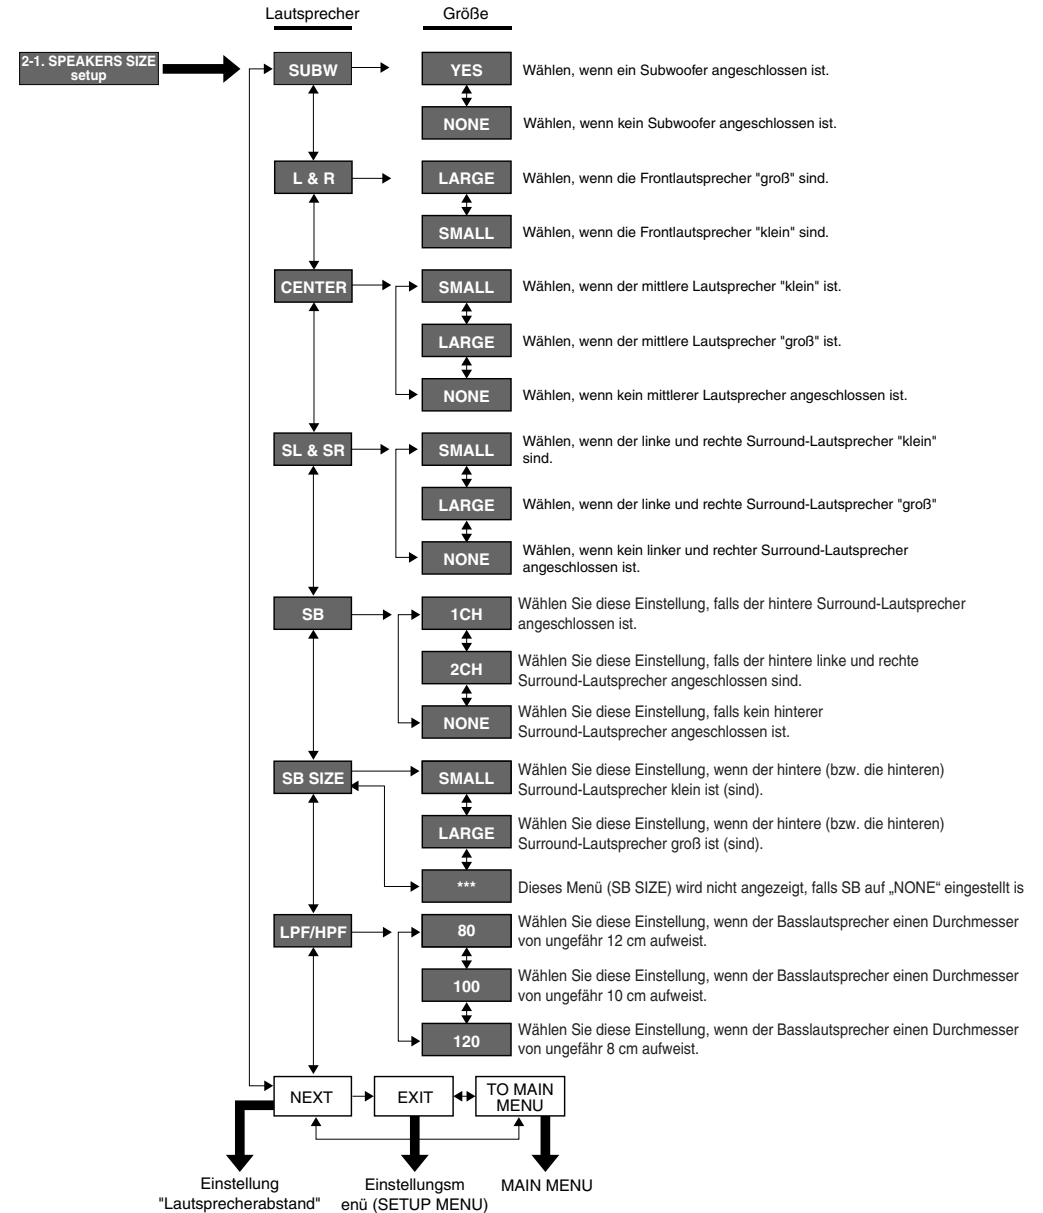 Lautsprecher Größe
2-1. SPEAKERS SIZE
setup
SUBW YES Wählen, wenn ein Subwoofer angeschlossen ist.
NONE Wählen, wenn kein Subwoofer angeschlossen ist.
L & R LARGE Wählen, wenn die Frontlautsprecher "groß" sind.
SMALL Wählen, wenn die Frontlautsprecher "klein" sind.
CENTER SMALL Wählen, wenn der mittlere Lautsprecher "klein" ist.
LARGE Wählen, wenn der mittlere Lautsprecher "groß" ist.
NONE Wählen, wenn kein mittlerer Lautsprecher angeschlossen ist.
SL & SR SMALL Wählen, wenn der linke und rechte Surround-Lautsprecher "klein"
sind.
LARGE Wählen, wenn der linke und rechte Surround-Lautsprecher "groß"
NONE Wählen, wenn kein linker und rechter Surround-Lautsprecher
angeschlossen ist.
SB 1CH Wählen Sie diese Einstellung, falls der hintere Surround-Lautsprecher
angeschlossen ist.
2CH Wählen Sie diese Einstellung, falls der hintere linke und rechte
Surround-Lautsprecher angeschlossen sind.
NONE Wählen Sie diese Einstellung, falls kein hinterer
Surround-Lautsprecher angeschlossen ist.
SB SIZE SMALL Wählen Sie diese Einstellung, wenn der hintere (bzw. die hinteren)
Surround-Lautsprecher klein ist (sind).
LARGE Wählen Sie diese Einstellung, wenn der hintere (bzw. die hinteren)
Surround-Lautsprecher groß ist (sind).
*** Dieses Menü (SB SIZE) wird nicht angezeigt, falls SB auf „NONE“ eingestellt is
LPF/HPF 80 Wählen Sie diese Einstellung, wenn der Basslautsprecher einen Durchmesser
von ungefähr 12 cm aufweist.
100 Wählen Sie diese Einstellung, wenn der Basslautsprecher einen Durchmesser
von ungefähr 10 cm aufweist.
120 Wählen Sie diese Einstellung, wenn der Basslautsprecher einen Durchmesser
von ungefähr 8 cm aufweist.
NEXT EXIT TO MAIN
MENU
Einstellung
"Lautsprecherabstand"
Einstellungsm
enü (SETUP MENU)
MAIN MENU